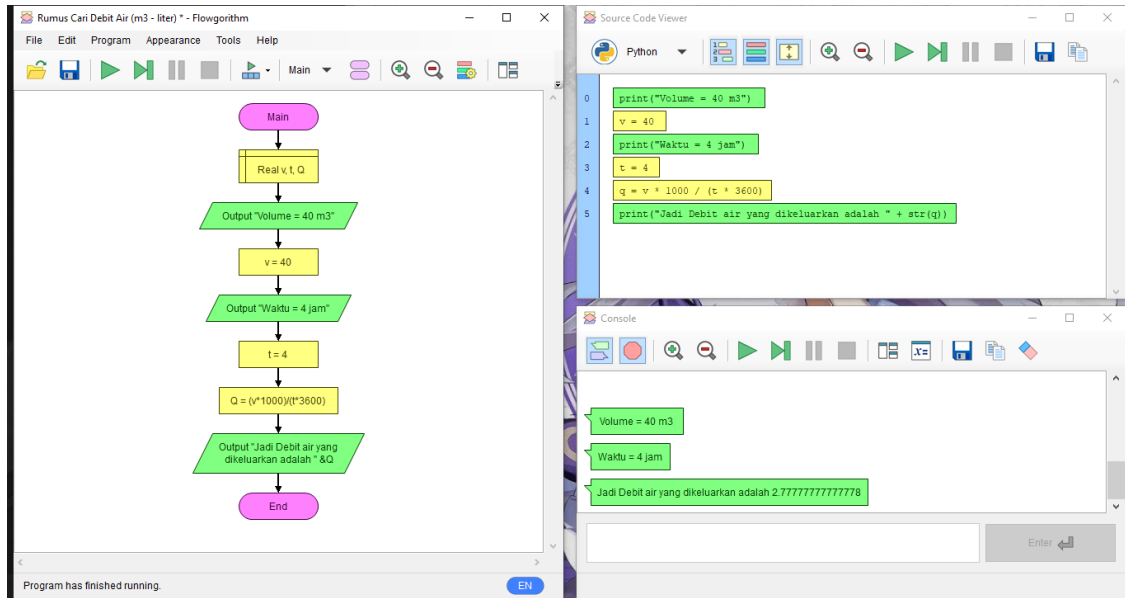 Rumus Cari Debit Air (m3 - liter) * - Flowgorithm
File Edit Program Appearance Tools Help
Main
Main
Real v, t, Q
Output "Volume = 40 m3"
v = 40
Output "Waktu = 4 jam"
t = 4
Q = (v*1000)/(t*3600)
Output "Jadi Debit air yang
dikeluarkan adalah " &Q
End
Program has finished running.
EN
Source Code Viewer
Python
0 print("Volume = 40 m3")
1 v = 40
2 print("Waktu = 4 jam")
3 t = 4
4 q = v * 1000 / (t * 3600)
5 print("Jadi Debit air yang dikeluarkan adalah " + str(q))
Console
x=
Volume = 40 m3
Waktu = 4 jam
Jadi Debit air yang dikeluarkan adalah 2.77777777777778
Enter